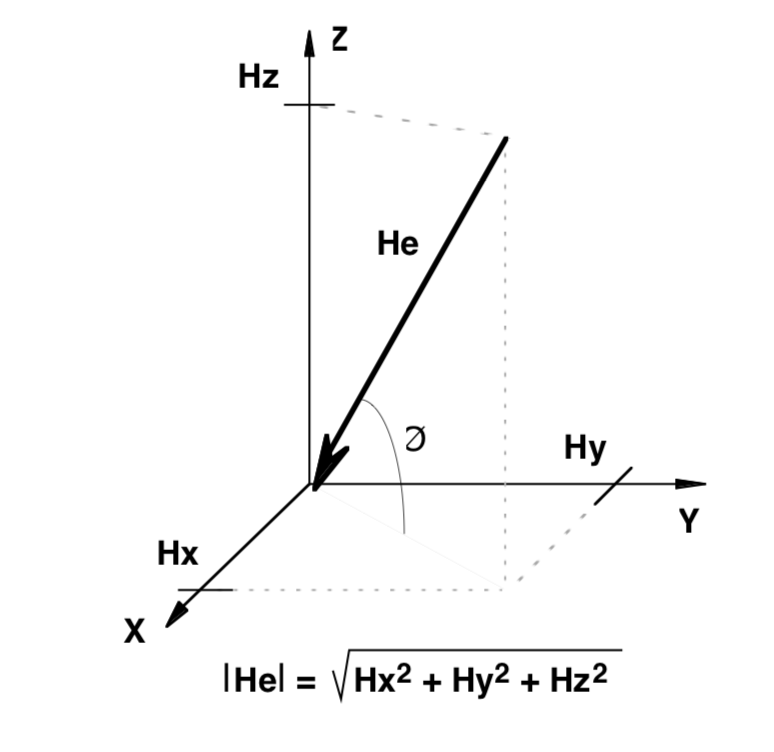 Z
Hz
He
Ø
Hy
Y
Hx
X
|He| = √Hx² + Hy² + Hz²